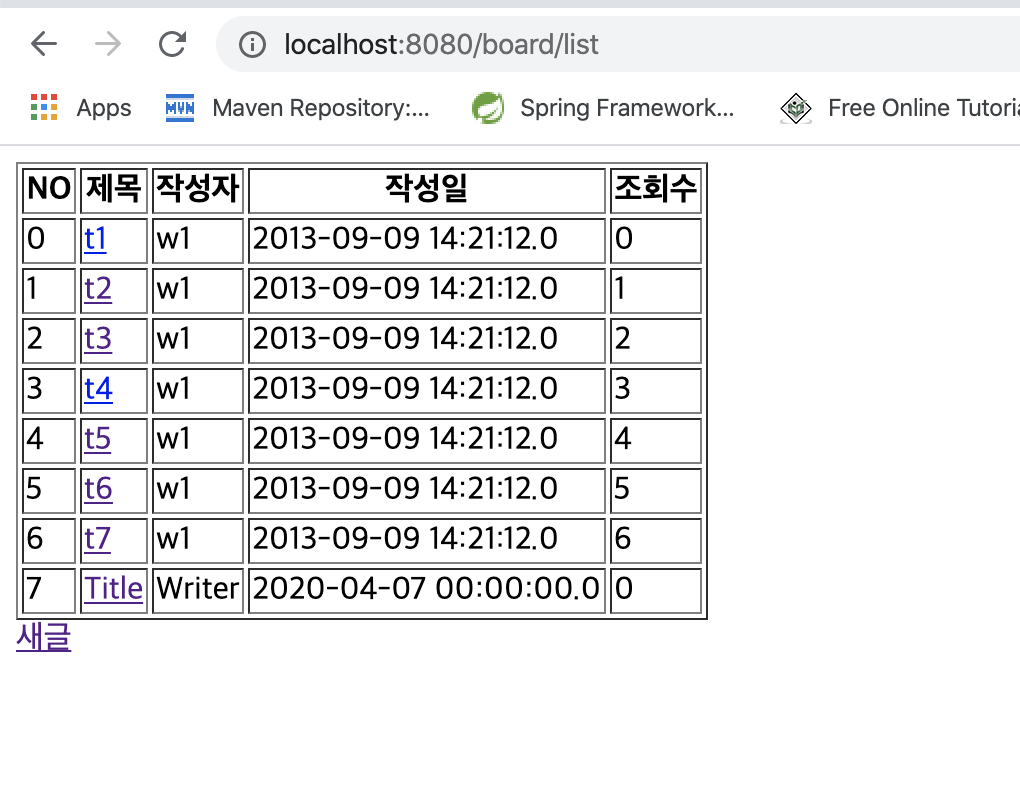 localhost:8080/board/list
Apps Maven Repository:... Spring Framework... Free Online Tutoria
NO 제목 작성자 작성일 조회수
0 t1 w1 2013-09-09 14:21:12.0 0
1 t2 w1 2013-09-09 14:21:12.0 1
2 t3 w1 2013-09-09 14:21:12.0 2
3 t4 w1 2013-09-09 14:21:12.0 3
4 t5 w1 2013-09-09 14:21:12.0 4
5 t6 w1 2013-09-09 14:21:12.0 5
6 t7 w1 2013-09-09 14:21:12.0 6
7 Title Writer 2020-04-07 00:00:00.0 0
새글